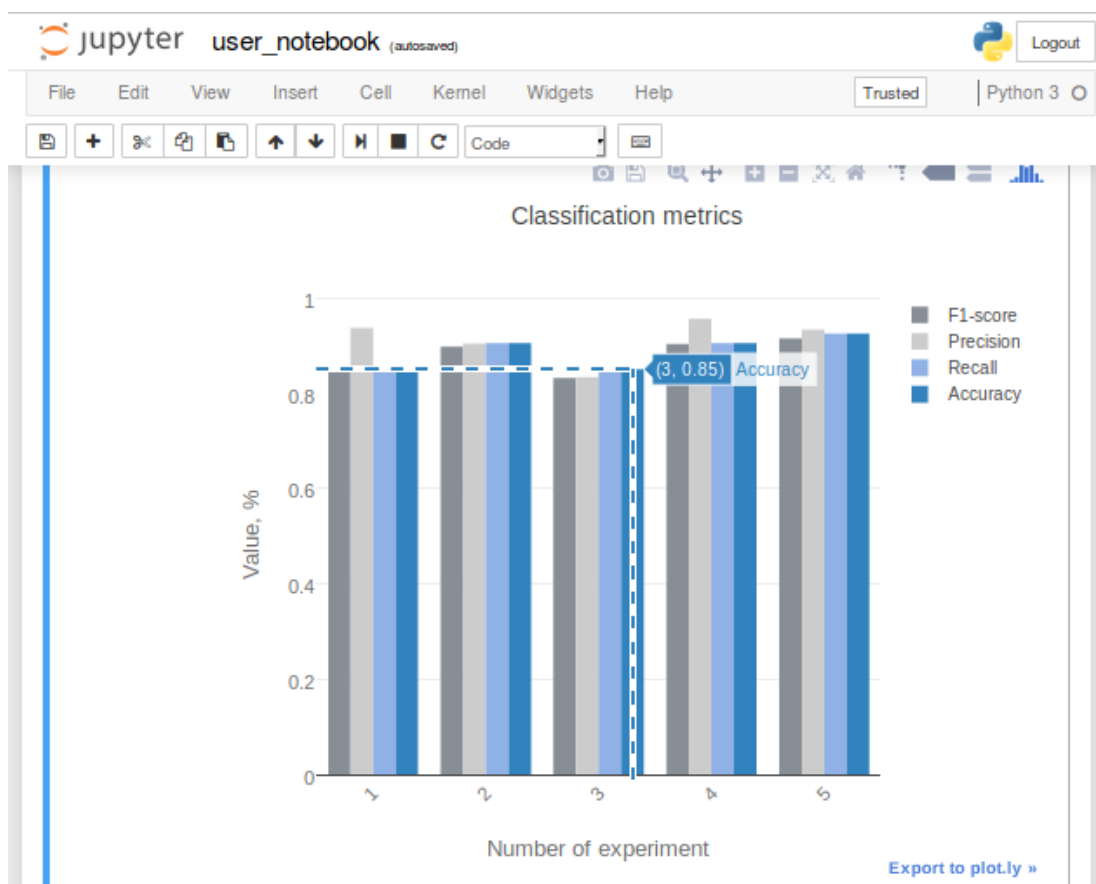 jupyter user_notebook (autosaved) Logout
File Edit View Insert Cell Kernel Widgets Help Trusted Python 3
Code
Classification metrics
1
0.8
0.6
0.4
0.2
0
Value, %
(3, 0.85) Accuracy
F1-score
Precision
Recall
Accuracy
1 2 3 4 5
Number of experiment
Export to plot.ly »